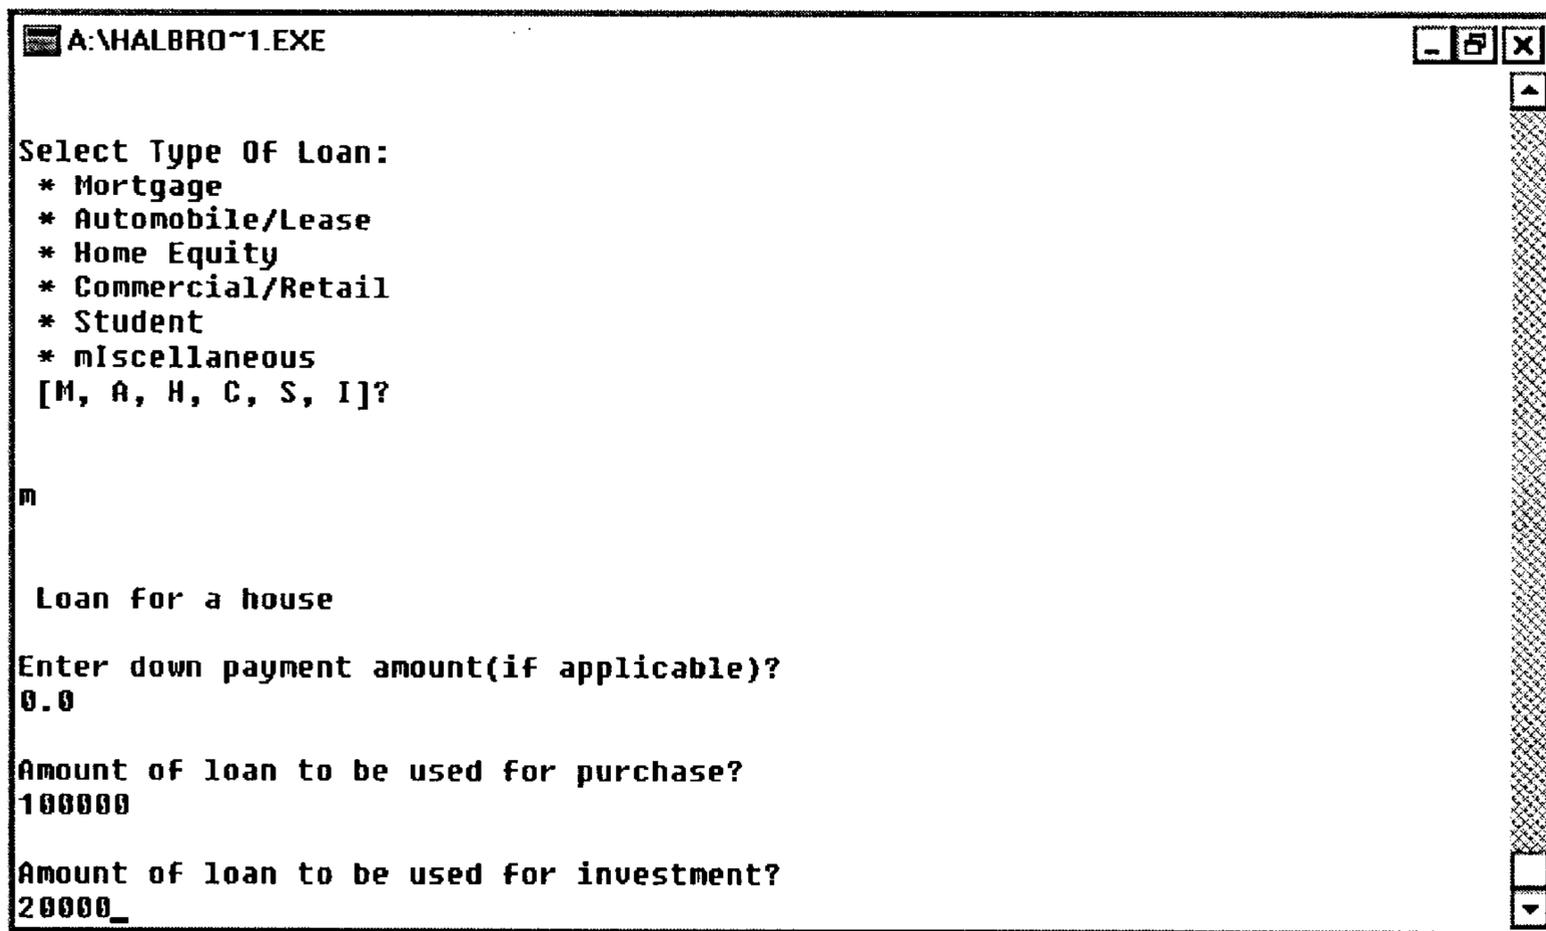 A:\HALBRO~1.EXE
Select Type Of Loan:
* Mortgage
* Automobile/Lease
* Home Equity
* Commercial/Retail
* Student
* mIscellaneous
[M, A, H, C, S, I]?
m
Loan for a house
Enter down payment amount(if applicable)?
0.0
Amount of loan to be used for purchase?
100000
Amount of loan to be used for investment?
20000_